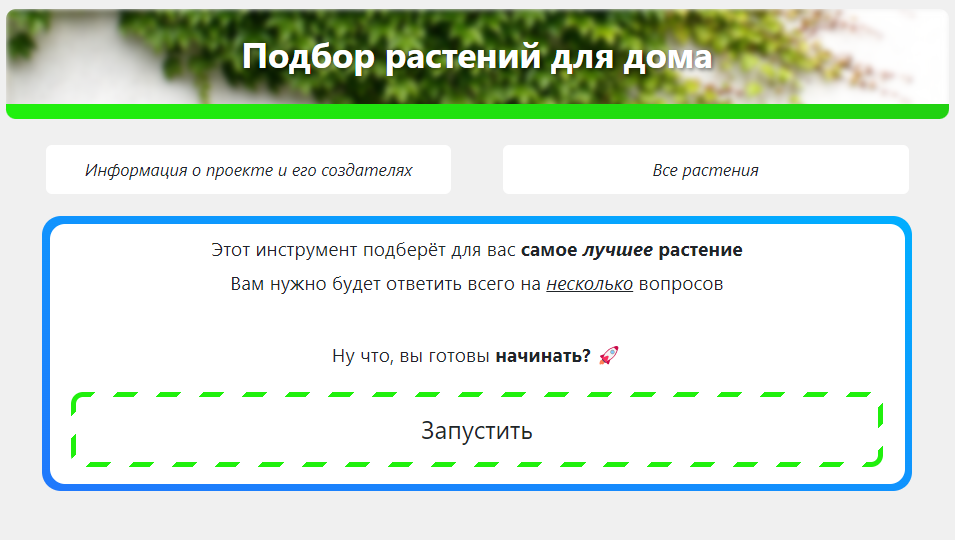 Подбор растений для дома
Информация о проекте и его создателях
Все растения
Этот инструмент подберёт для вас самое лучшее растение
Вам нужно будет ответить всего на несколько вопросов
Ну что, вы готовы начинать? 🚀
Запустить